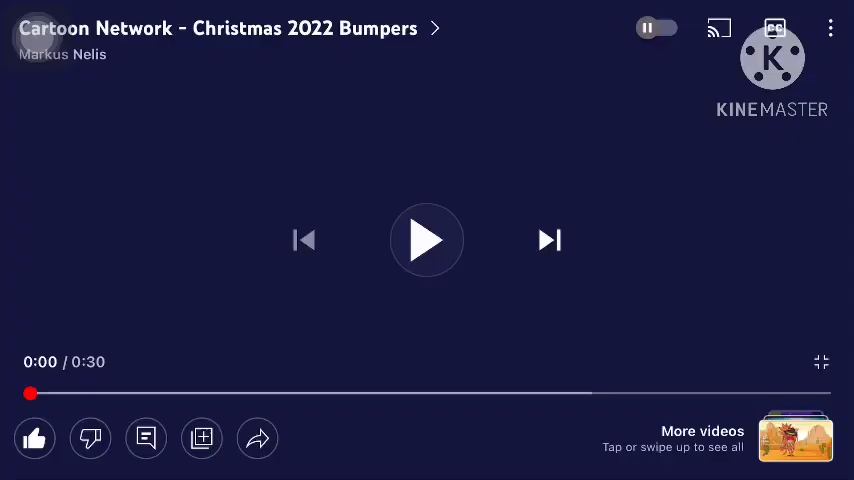 Cartoon Network - Christmas 2022 Bumpers
Markus Nelis
CC
K
KINEMASTER
0:00 / 0:30
More videos
Tap or swipe up to see all